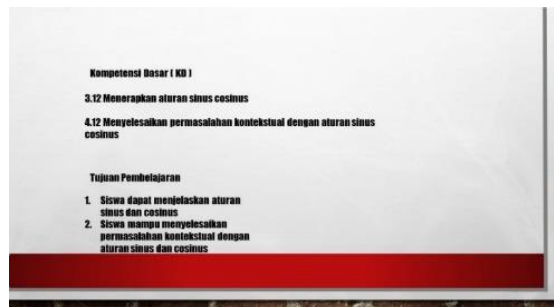 Kompetensi Dasar ( KD )
3.12 Menerapkan aturan sinus cosinus
4.12 Menyelesaikan permasalahan kontekstual dengan aturan sinus
cosinus
Tujuan Pembelajaran
1. Siswa dapat menjelaskan aturan
sinus dan cosinus
2. Siswa mampu menyelesaikan
permasalahan kontekstual dengan
aturan sinus dan cosinus